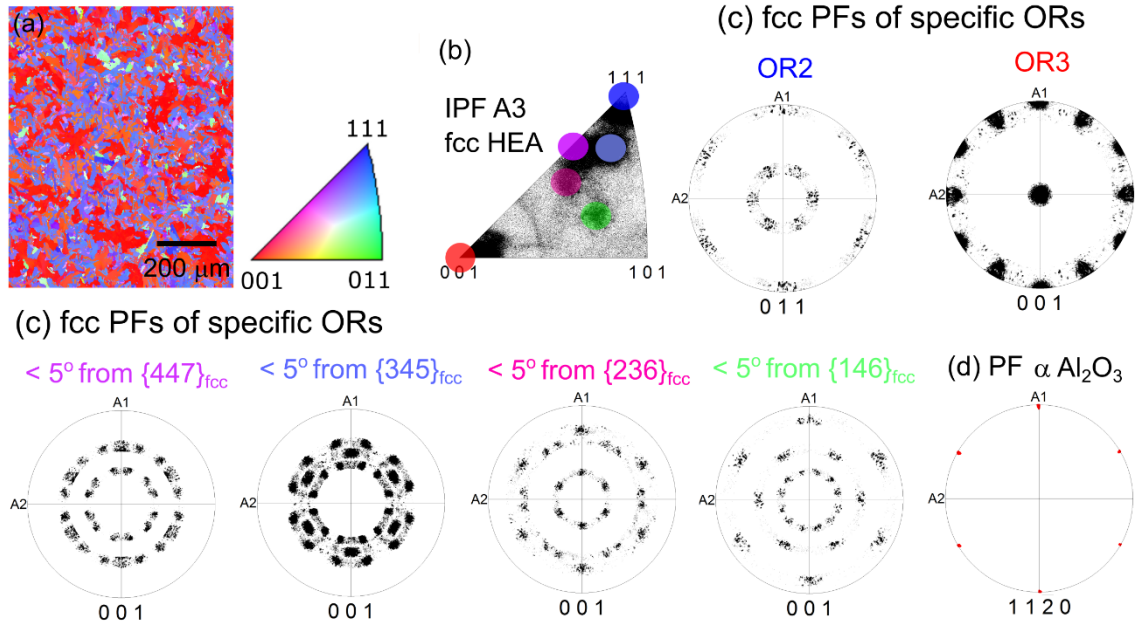 (a)
200 μm
111
001
011
(b)
IPF A3
fcc HEA
1 1 1
0 0 1
1 0 1
(c) fcc PFs of specific ORs
OR2
A1
A2
0 1 1
OR3
A1
A2
0 0 1
(c) fcc PFs of specific ORs
< 5º from {447}fcc
A1
A2
0 0 1
< 5º from {345}fcc
A1
A2
0 0 1
< 5º from {236}fcc
A1
A2
0 0 1
< 5º from {146}fcc
A1
A2
0 0 1
(d) PF α Al2O3
A1
A2
1 1 2 0